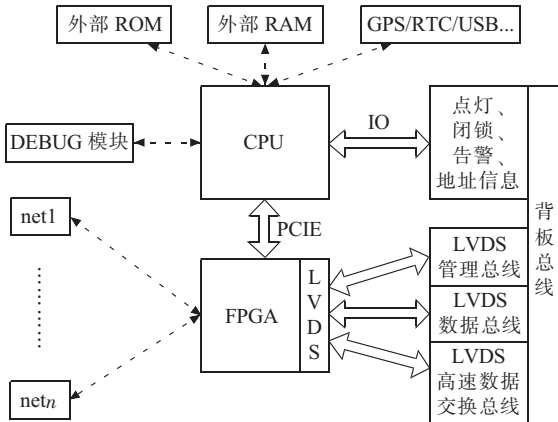 外部 ROM
外部 RAM
GPS/RTC/USB...
DEBUG 模块
CPU
IO
点灯、
闭锁、
告警、
地址信息
背板总线
net1
PCIE
FPGA
LVDS
LVDS
管理总线
LVDS
数据总线
LVDS
高速数据
交换总线
netn